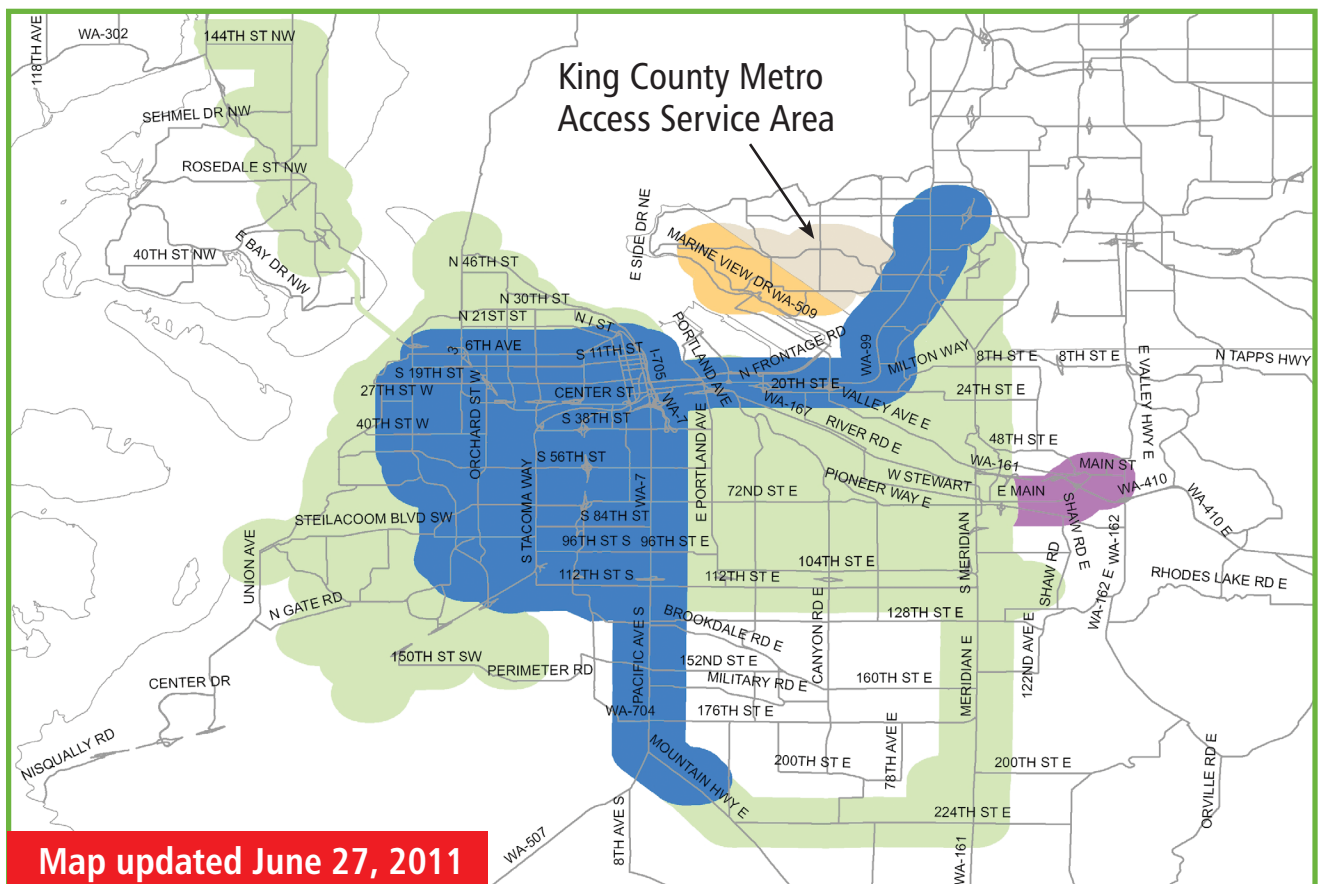 118TH AVE
WA-302
144TH ST NW
King County Metro
Access Service Area
SEHMEL DR NW
ROSEDALE ST NW
40TH ST NW
E BAY DR NW
E SIDE DR NE
MARINE VIEW DR
WA-509
N 46TH ST
N 30TH ST
N 21ST ST
N I ST
PORTLAND AVE
N FRONTAGE RD
WA-99
MILTON WAY
6TH AVE
S 11TH ST
I-705
3
S 19TH ST
27TH ST W
ORCHARD ST W
CENTER ST
WA-7
20TH ST E
WA-167
VALLEY AVE E
8TH ST E
8TH ST E
E VALLEY HWY E
N TAPPS HWY
24TH ST E
40TH ST W
S 38TH ST
RIVER RD E
48TH ST E
S 56TH ST
S TACOMA WAY
WA-7
E PORTLAND AVE
72ND ST E
PIONEER WAY E
W STEWART
WA-161
MAIN ST
E MAIN
WA-410
WA-410 E
STEILACOOM BLVD SW
S 84TH ST
96TH ST S
96TH ST E
104TH ST E
S MERIDIAN
SHAW RD E
WA-162
UNION AVE
112TH ST S
112TH ST E
SHAW RD
RHODES LAKE RD E
N GATE RD
PACIFIC AVE S
BROOKDALE RD E
CANYON RD E
128TH ST E
WA-162 E
122ND AVE E
150TH ST SW
PERIMETER RD
152ND ST E
MILITARY RD E
160TH ST E
MERIDIAN E
CENTER DR
WA-704
176TH ST E
78TH AVE E
NISQUALLY RD
MOUNTAIN HWY E
200TH ST E
200TH ST E
ORVILLE RD E
8TH AVE S
224TH ST E
WA-507
WA-161
Map updated June 27, 2011